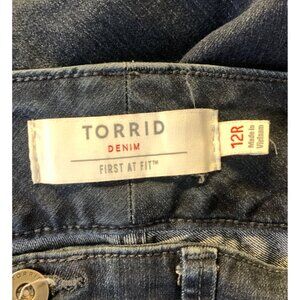 TORRID
DENIM
FIRST AT FIT™
12R
Made in
Vietnam